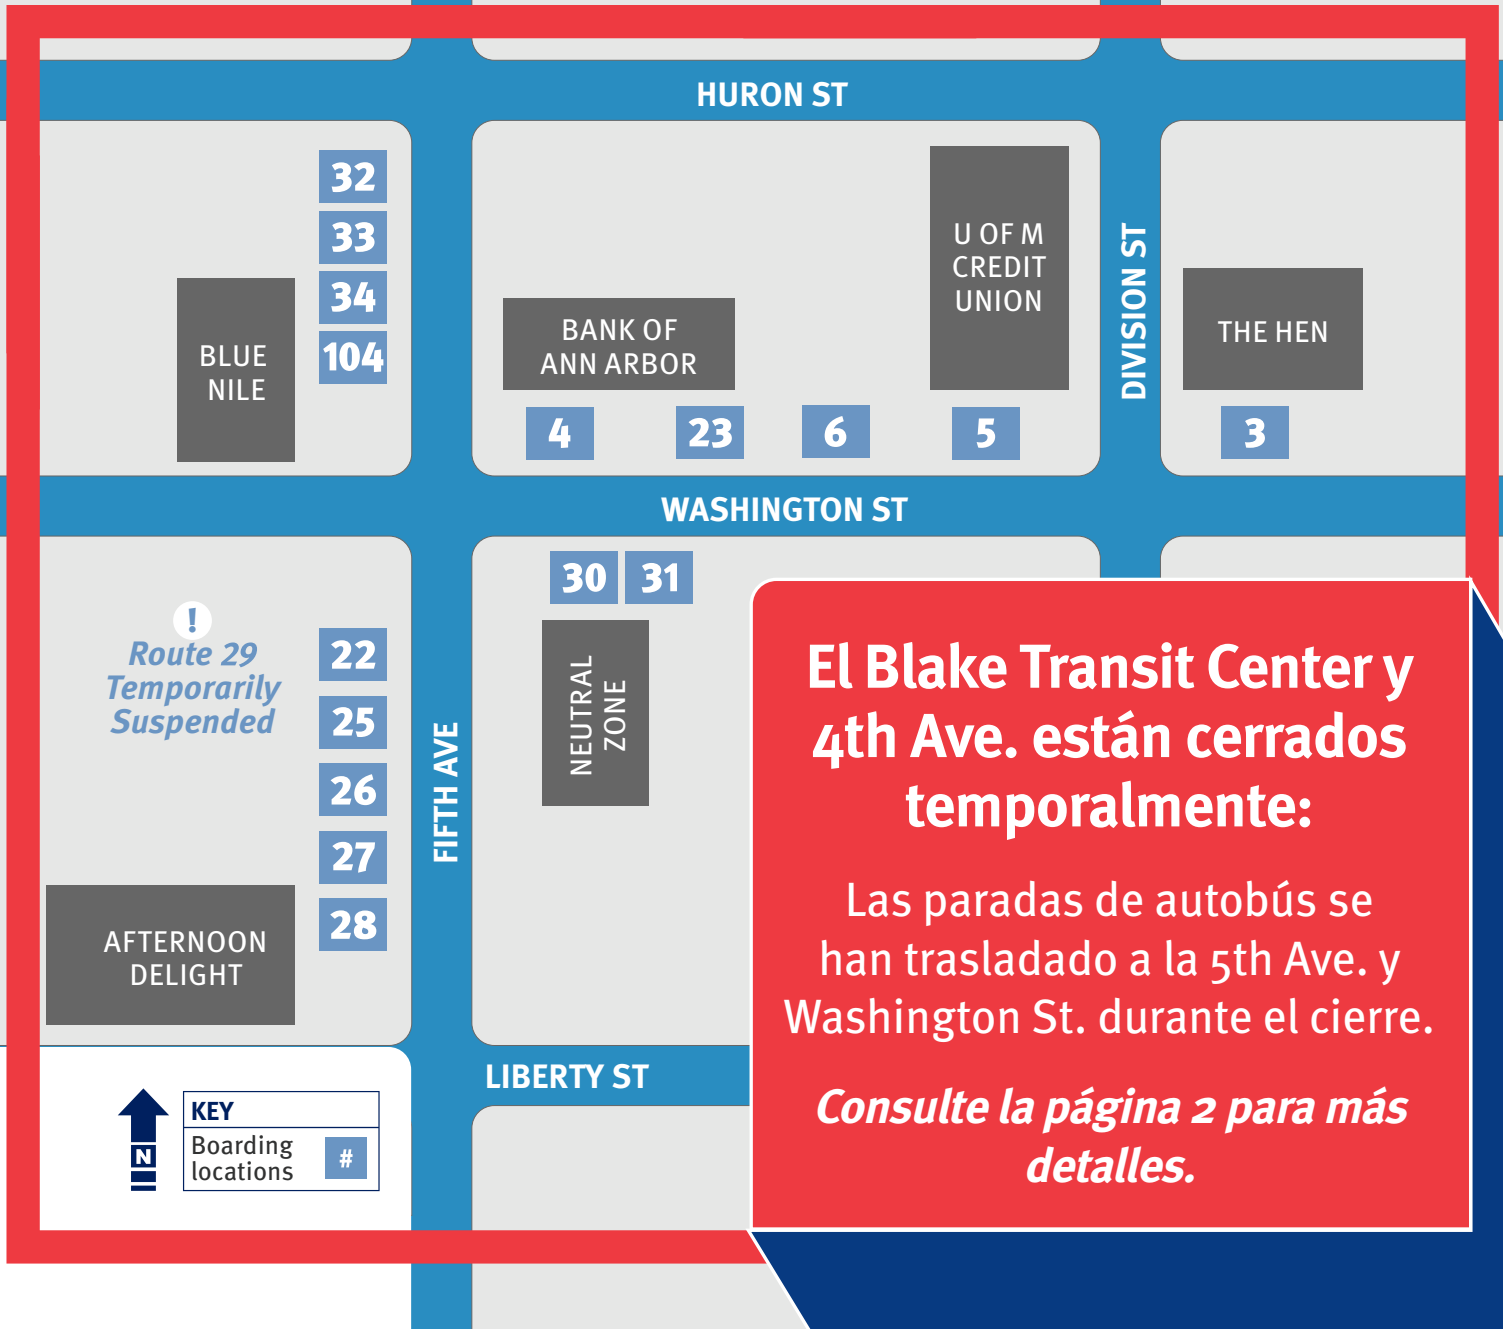 HURON ST
32
33
34
104
BLUE
NILE
BANK OF
ANN ARBOR
U OF M
CREDIT
UNION
DIVISION ST
THE HEN
4
23
6
5
3
WASHINGTON ST
30
31
!
Route 29
Temporarily
Suspended
22
25
26
27
28
NEUTRAL
ZONE
FIFTH AVE
AFTERNOON
DELIGHT
LIBERTY ST
N
KEY
Boarding
locations
#
El Blake Transit Center y
4th Ave. están cerrados
temporalmente:
Las paradas de autobús se
han trasladado a la 5th Ave. y
Washington St. durante el cierre.
Consulte la página 2 para más
detalles.